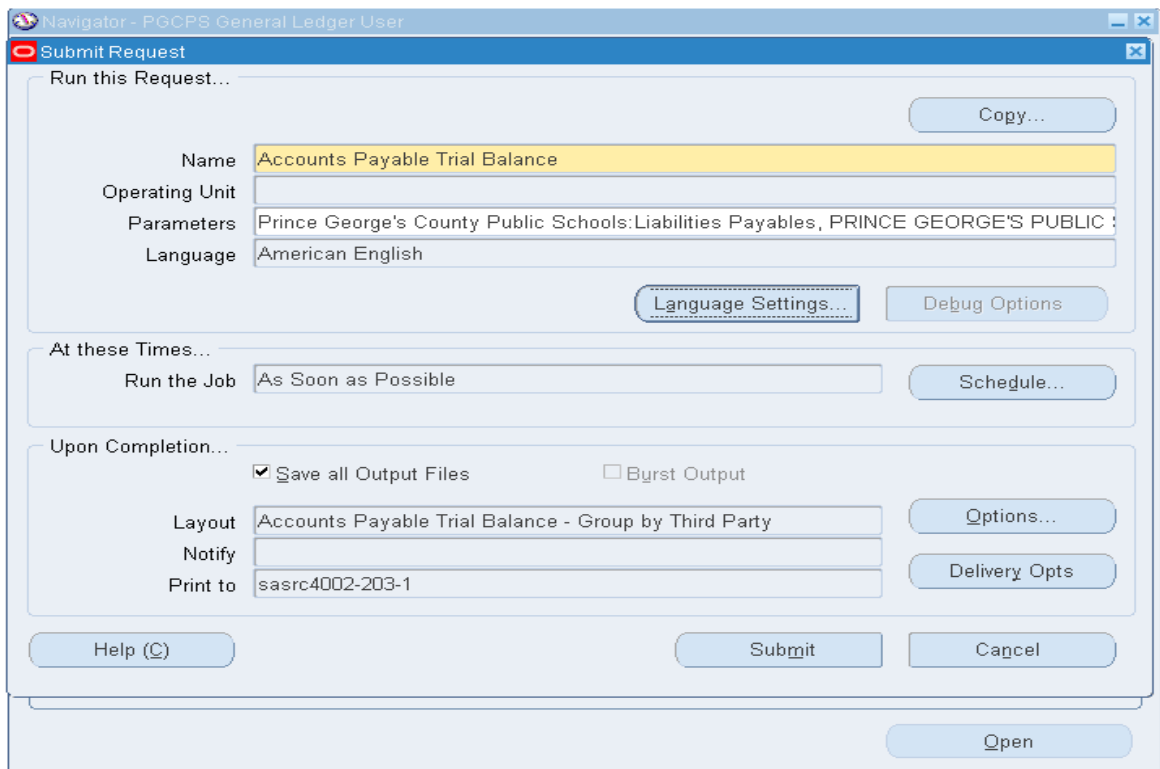 Navigator - PGCPS General Ledger User
Submit Request
Run this Request...
Copy...
Name Accounts Payable Trial Balance
Operating Unit
Parameters Prince George's County Public Schools:Liabilities Payables, PRINCE GEORGE'S PUBLIC
Language American English
Language Settings... Debug Options
At these Times...
Run the Job As Soon as Possible Schedule...
Upon Completion...
Save all Output Files Burst Output
Layout Accounts Payable Trial Balance - Group by Third Party Options...
Notify
Print to sasrc4002-203-1 Delivery Opts
Help (C) Submit Cancel
Open